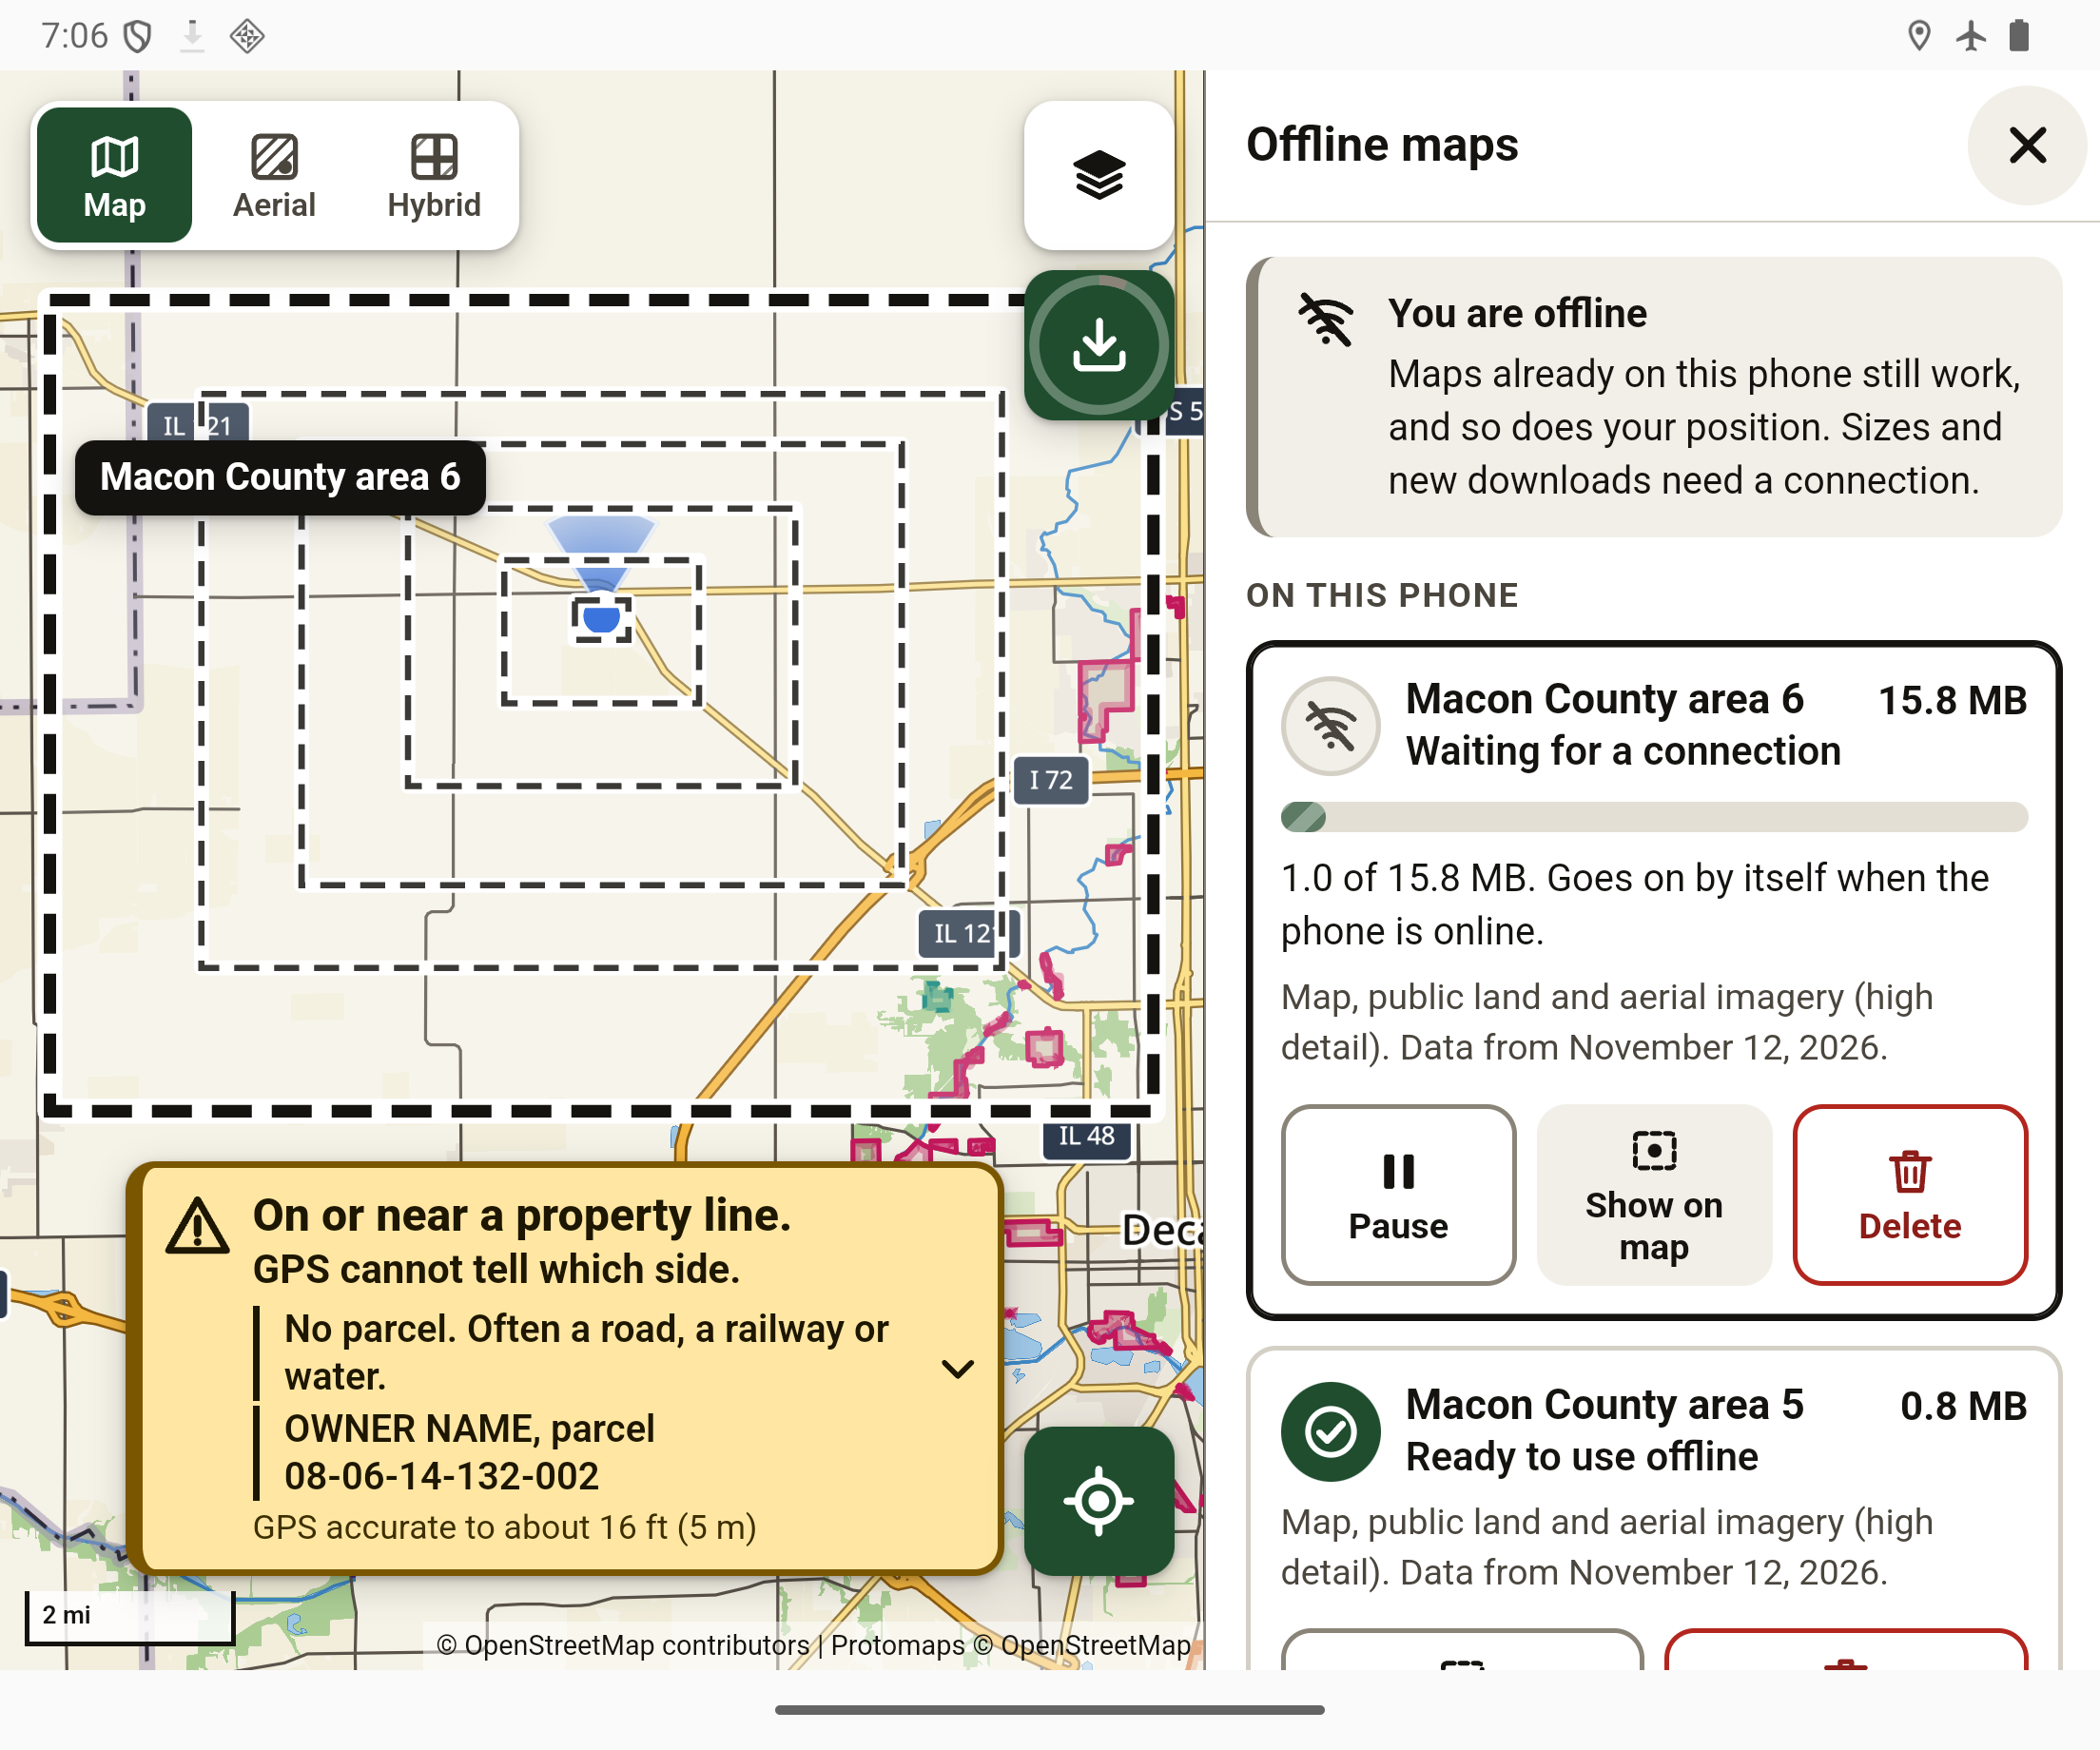 7:06
Map
Aerial
Hybrid
Offline maps
You are offline
Maps already on this phone still work,
and so does your position. Sizes and
new downloads need a connection.
ON THIS PHONE
Macon County area 6
15.8 MB
Waiting for a connection
1.0 of 15.8 MB. Goes on by itself when the
phone is online.
Map, public land and aerial imagery (high
detail). Data from November 12, 2026.
Pause
Show on
map
Delete
Macon County area 5
0.8 MB
Ready to use offline
Map, public land and aerial imagery (high
detail). Data from November 12, 2026.
Macon County area 6
I 72
IL 121
IL 48
On or near a property line.
GPS cannot tell which side.
No parcel. Often a road, a railway or
water.
OWNER NAME, parcel
08-06-14-132-002
GPS accurate to about 16 ft (5 m)
2 mi
© OpenStreetMap contributors | Protomaps © OpenStreetMap